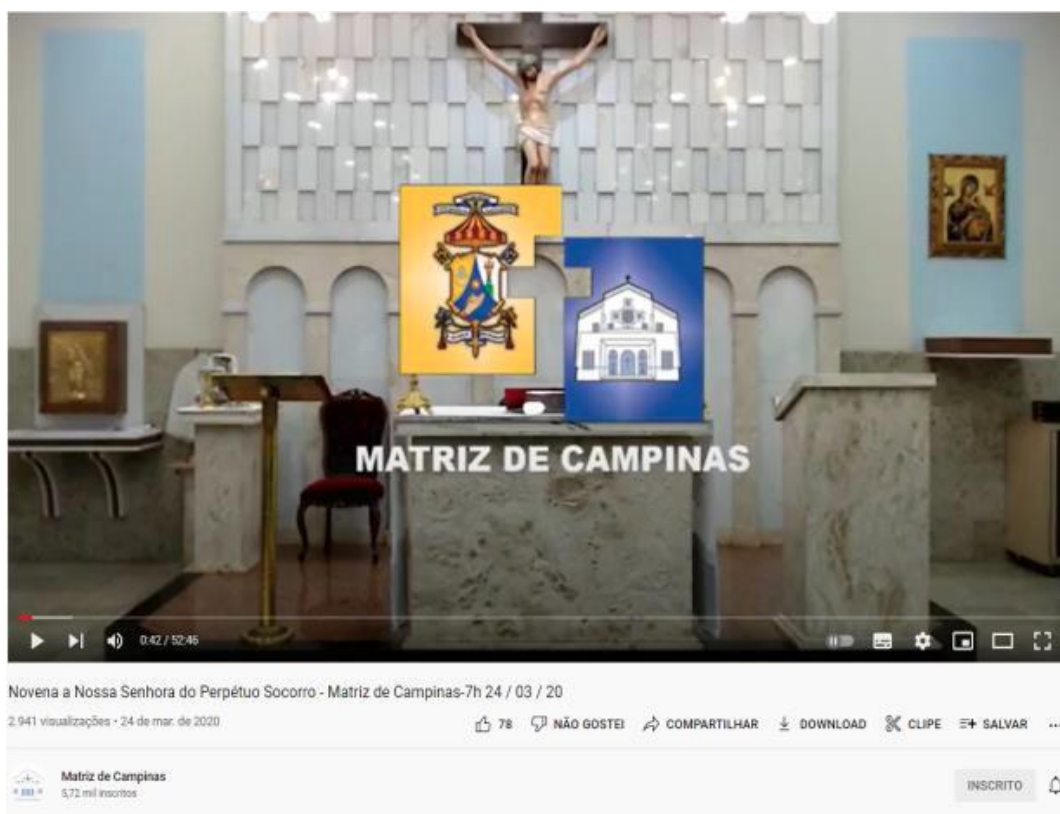 MATRIZ DE CAMPINAS
0:42 / 52:46
Novena a Nossa Senhora do Perpétuo Socorro - Matriz de Campinas-7h 24 / 03 / 20
2.941 visualizações • 24 de mar. de 2020
78 NÃO GOSTEI COMPARTILHAR DOWNLOAD CLIPE SALVAR ...
Matriz de Campinas
5,72 mil inscritos
INSCRITO